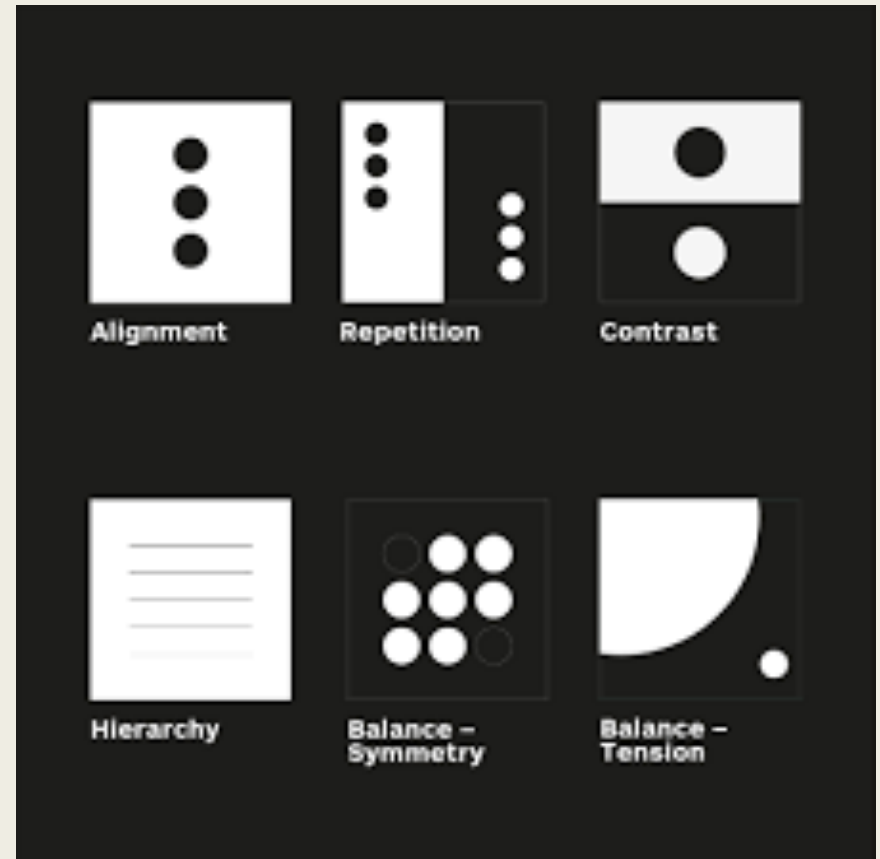 Alignment
Repetition
Contrast
Hierarchy
Balance –
Symmetry
Balance –
Tension